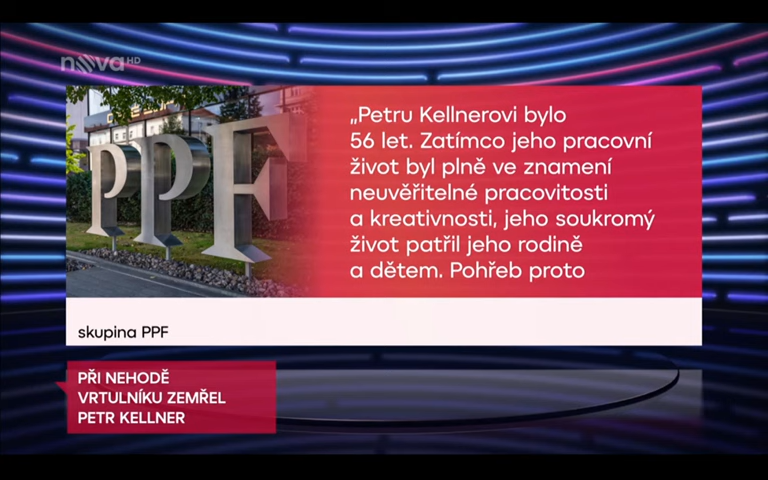 nova HD
PPF
„Petru Kellnerovi bylo
56 let. Zatímco jeho pracovní
život byl plně ve znamení
neuvěřitelné pracovitosti
a kreativnosti, jeho soukromý
život patřil jeho rodině
a dětem. Pohřeb proto
skupina PPF
PŘI NEHODĚ
VRTULNÍKU ZEMŘEL
PETR KELLNER